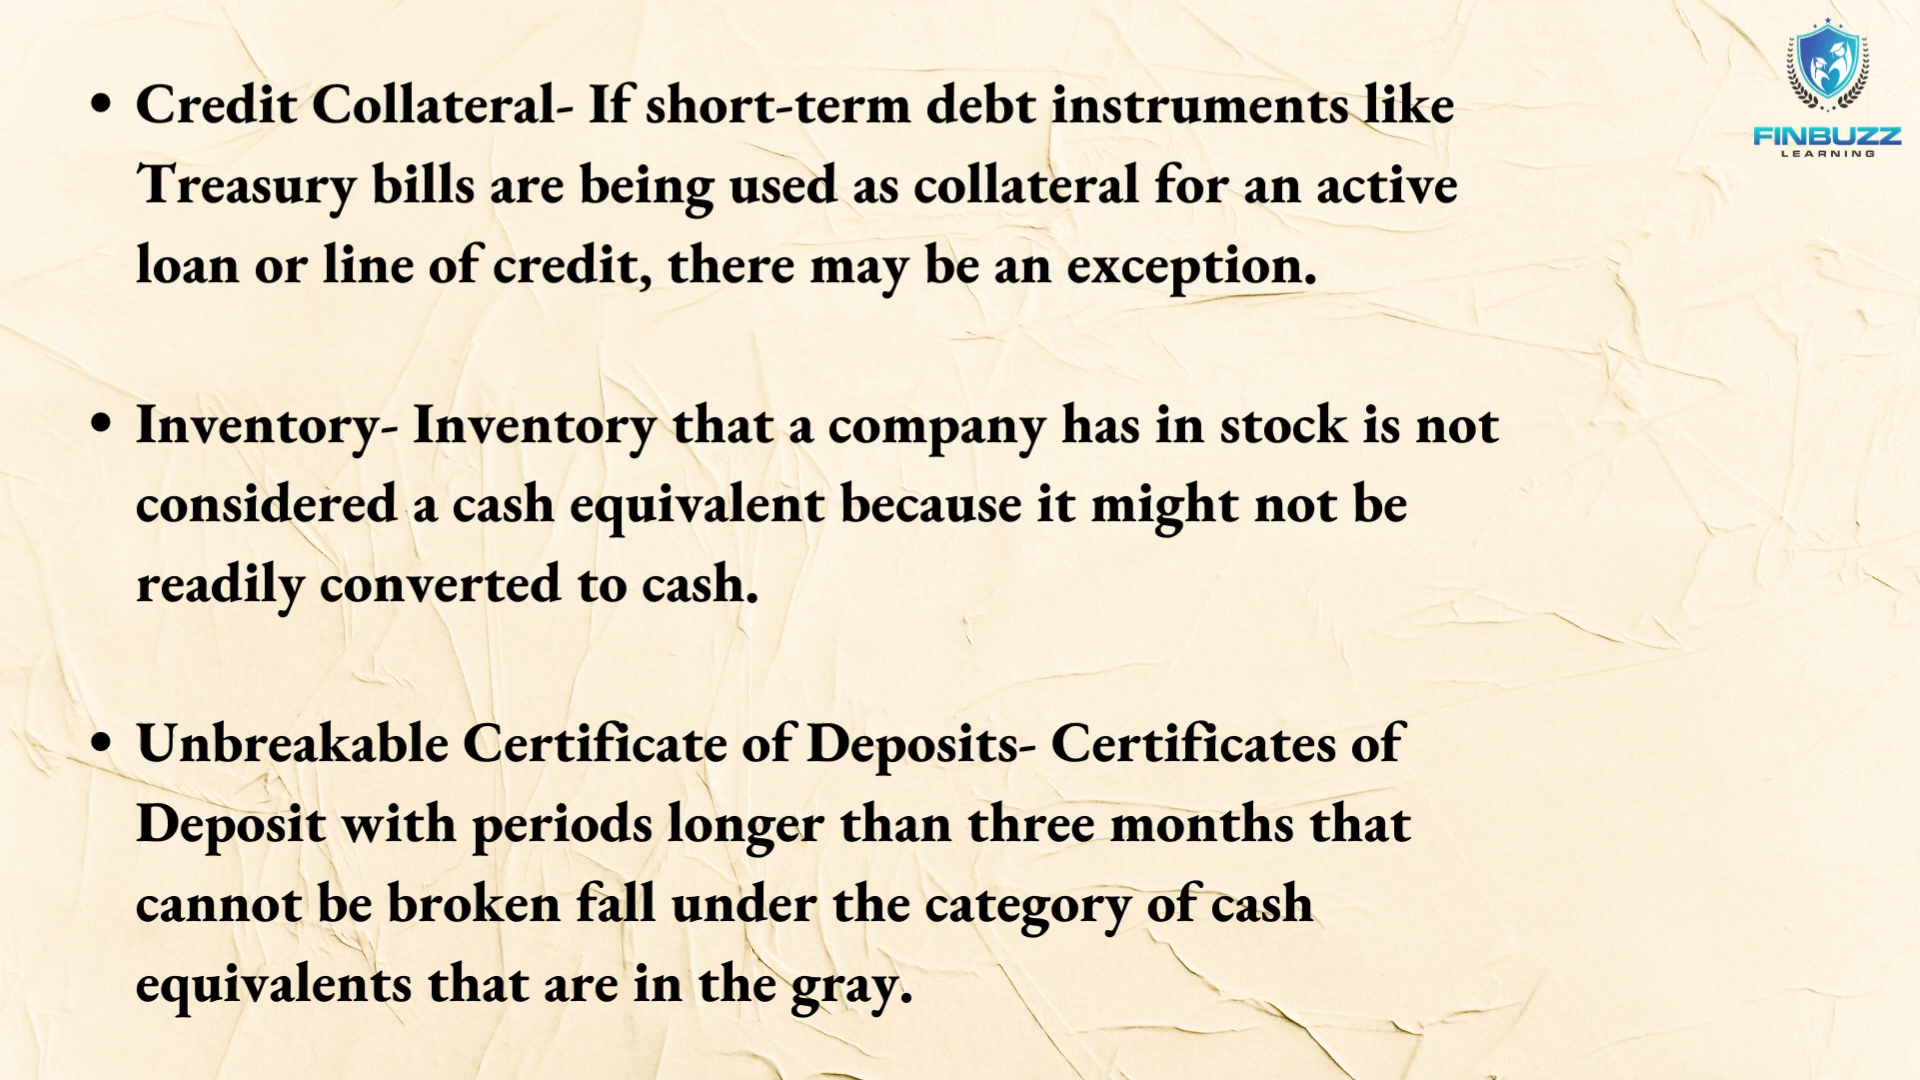 FINBUZZ
LEARNING
• Credit Collateral- If short-term debt instruments like
Treasury bills are being used as collateral for an active
loan or line of credit, there may be an exception.
• Inventory- Inventory that a company has in stock is not
considered a cash equivalent because it might not be
readily converted to cash.
• Unbreakable Certificate of Deposits- Certificates of
Deposit with periods longer than three months that
cannot be broken fall under the category of cash
equivalents that are in the gray.